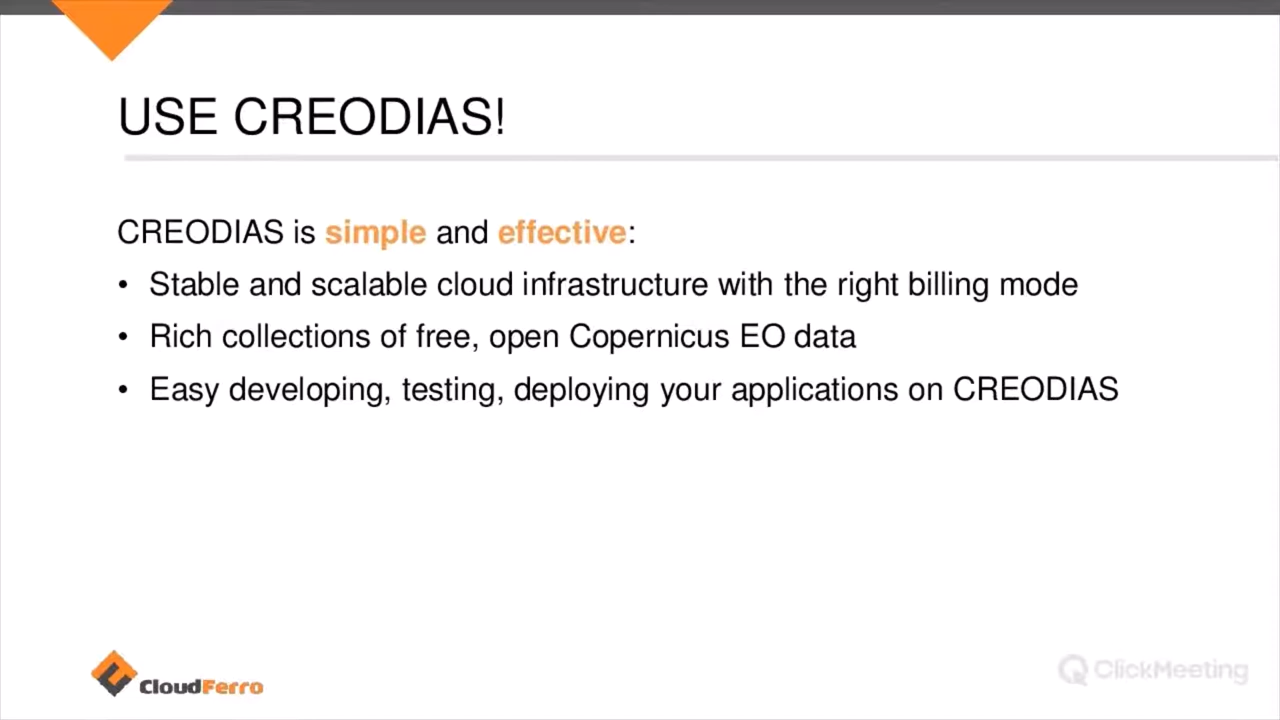 USE CREODIAS!
CREODIAS is simple and effective:
• Stable and scalable cloud infrastructure with the right billing mode
• Rich collections of free, open Copernicus EO data
• Easy developing, testing, deploying your applications on CREODIAS
CloudFerro
ClickMeeting